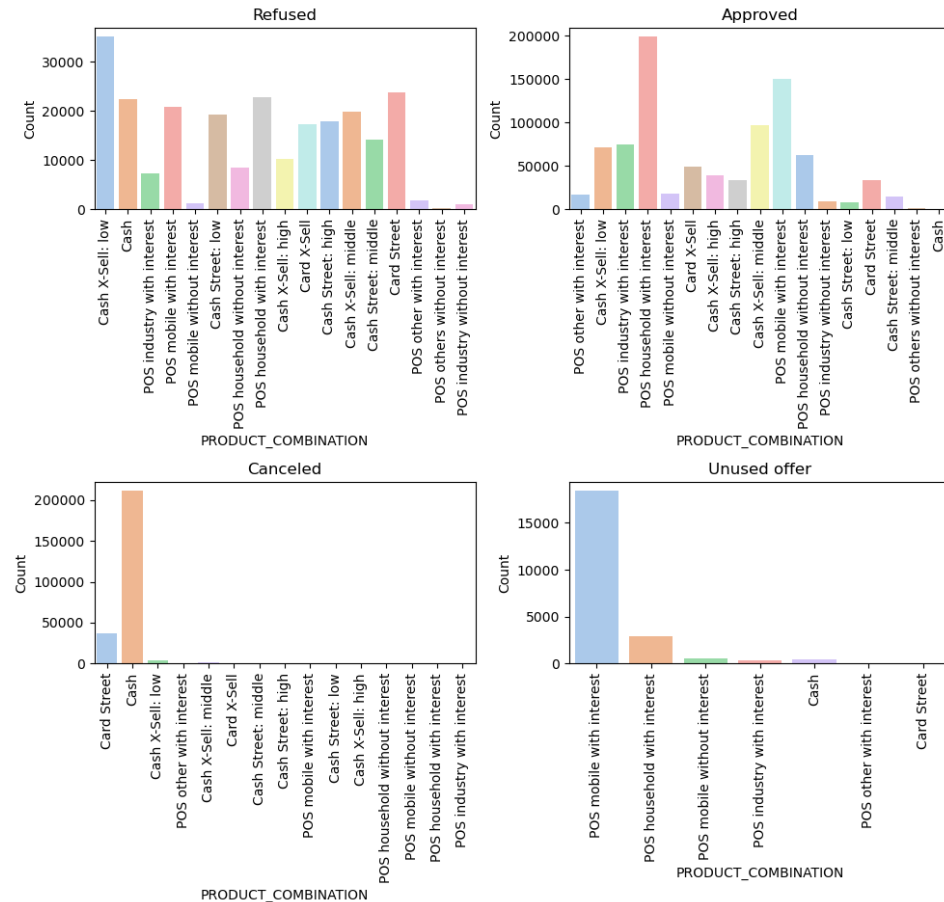 Refused
Count
30000
20000
10000
0
Cash X-Sell: low
Cash
POS industry with interest
POS mobile with interest
POS mobile without interest
Cash Street: low
POS household without interest
POS household with interest
Cash X-Sell: high
Card X-Sell
Cash Street: high
Cash X-Sell: middle
Cash Street: middle
Card Street
POS other with interest
POS others without interest
POS industry without interest
PRODUCT_COMBINATION
Approved
Count
200000
150000
100000
50000
0
POS other with interest
Cash X-Sell: low
POS industry with interest
POS household with interest
POS mobile without interest
Card X-Sell
Cash X-Sell: high
Cash Street: high
Cash X-Sell: middle
POS mobile with interest
POS household without interest
POS industry without interest
Cash Street: low
Card Street
Cash Street: middle
POS others without interest
Cash
PRODUCT_COMBINATION
Canceled
Count
200000
150000
100000
50000
0
Card Street
Cash
Cash X-Sell: low
POS other with interest
Cash X-Sell: middle
Card X-Sell
Cash Street: middle
Cash Street: high
POS mobile with interest
Cash Street: low
Cash X-Sell: high
POS household without interest
POS mobile without interest
POS household with interest
POS industry with interest
PRODUCT_COMBINATION
Unused offer
Count
15000
10000
5000
0
POS mobile with interest
POS household with interest
POS mobile without interest
POS industry with interest
Cash
POS other with interest
Card Street
PRODUCT_COMBINATION